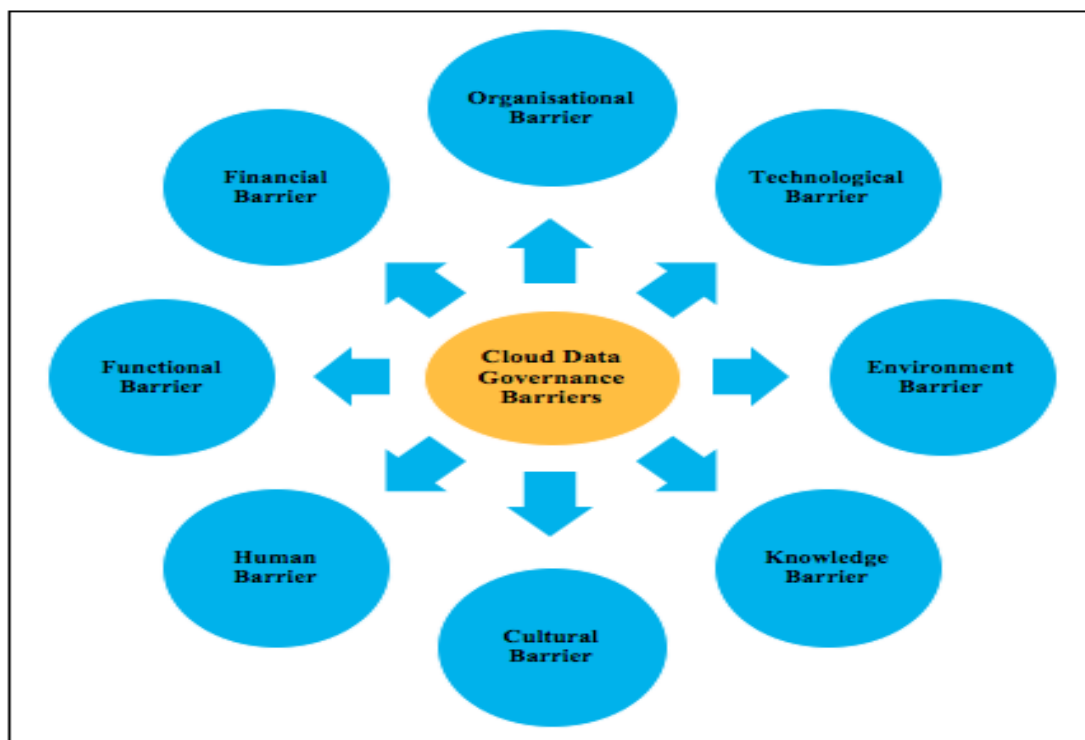 Organisational
Barrier
Financial
Barrier
Technological
Barrier
Functional
Barrier
Cloud Data
Governance
Barriers
Environment
Barrier
Human
Barrier
Knowledge
Barrier
Cultural
Barrier